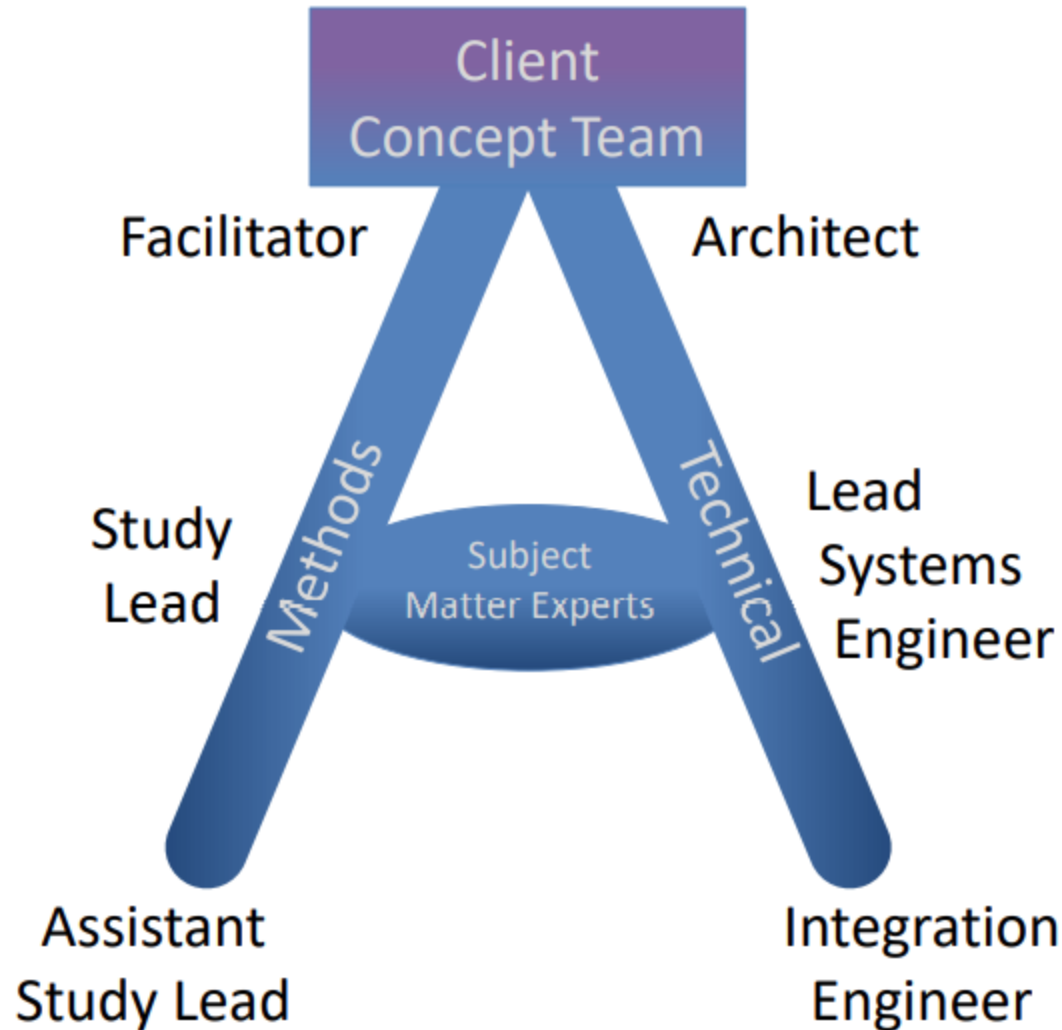 Client
Concept Team
Facilitator
Architect
Methods
Technical
Study
Lead
Subject
Matter Experts
Lead
Systems
Engineer
Assistant
Study Lead
Integration
Engineer